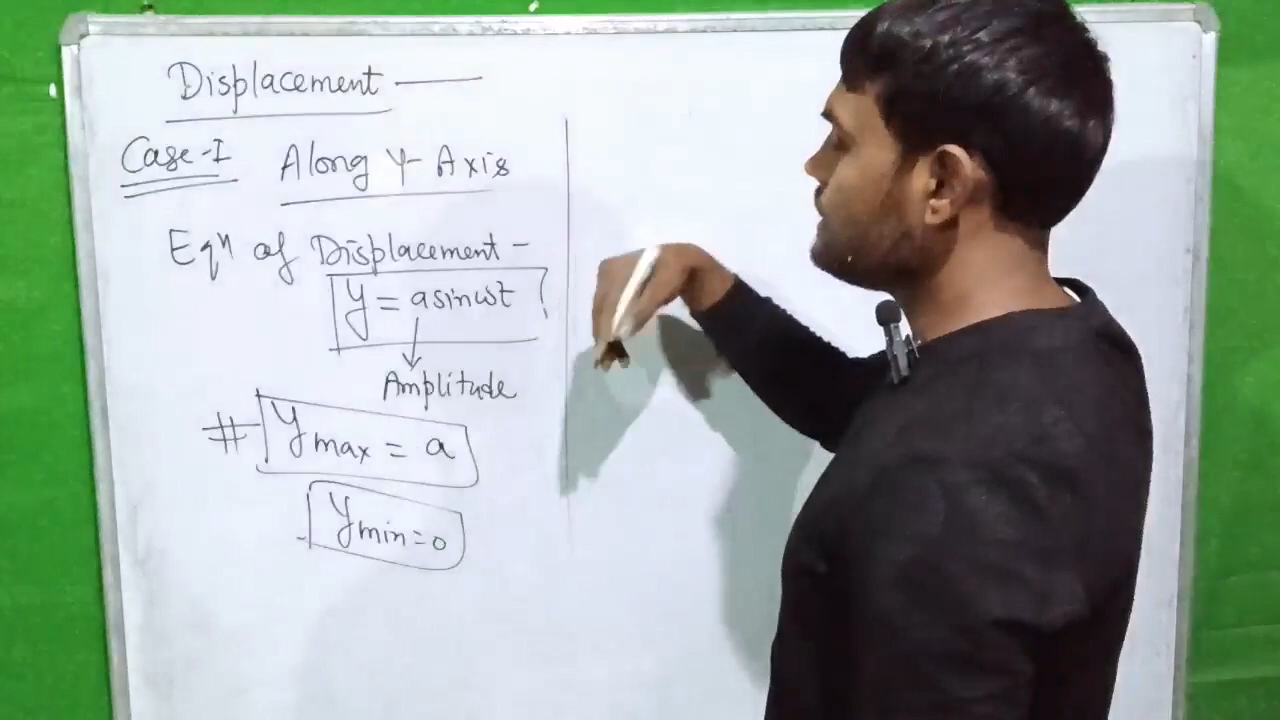 Displacement —
Case-I Along Y-Axis
Eqⁿ of Displacement -
y = asinωt
Amplitude
# Ymax = a
Ymin = 0